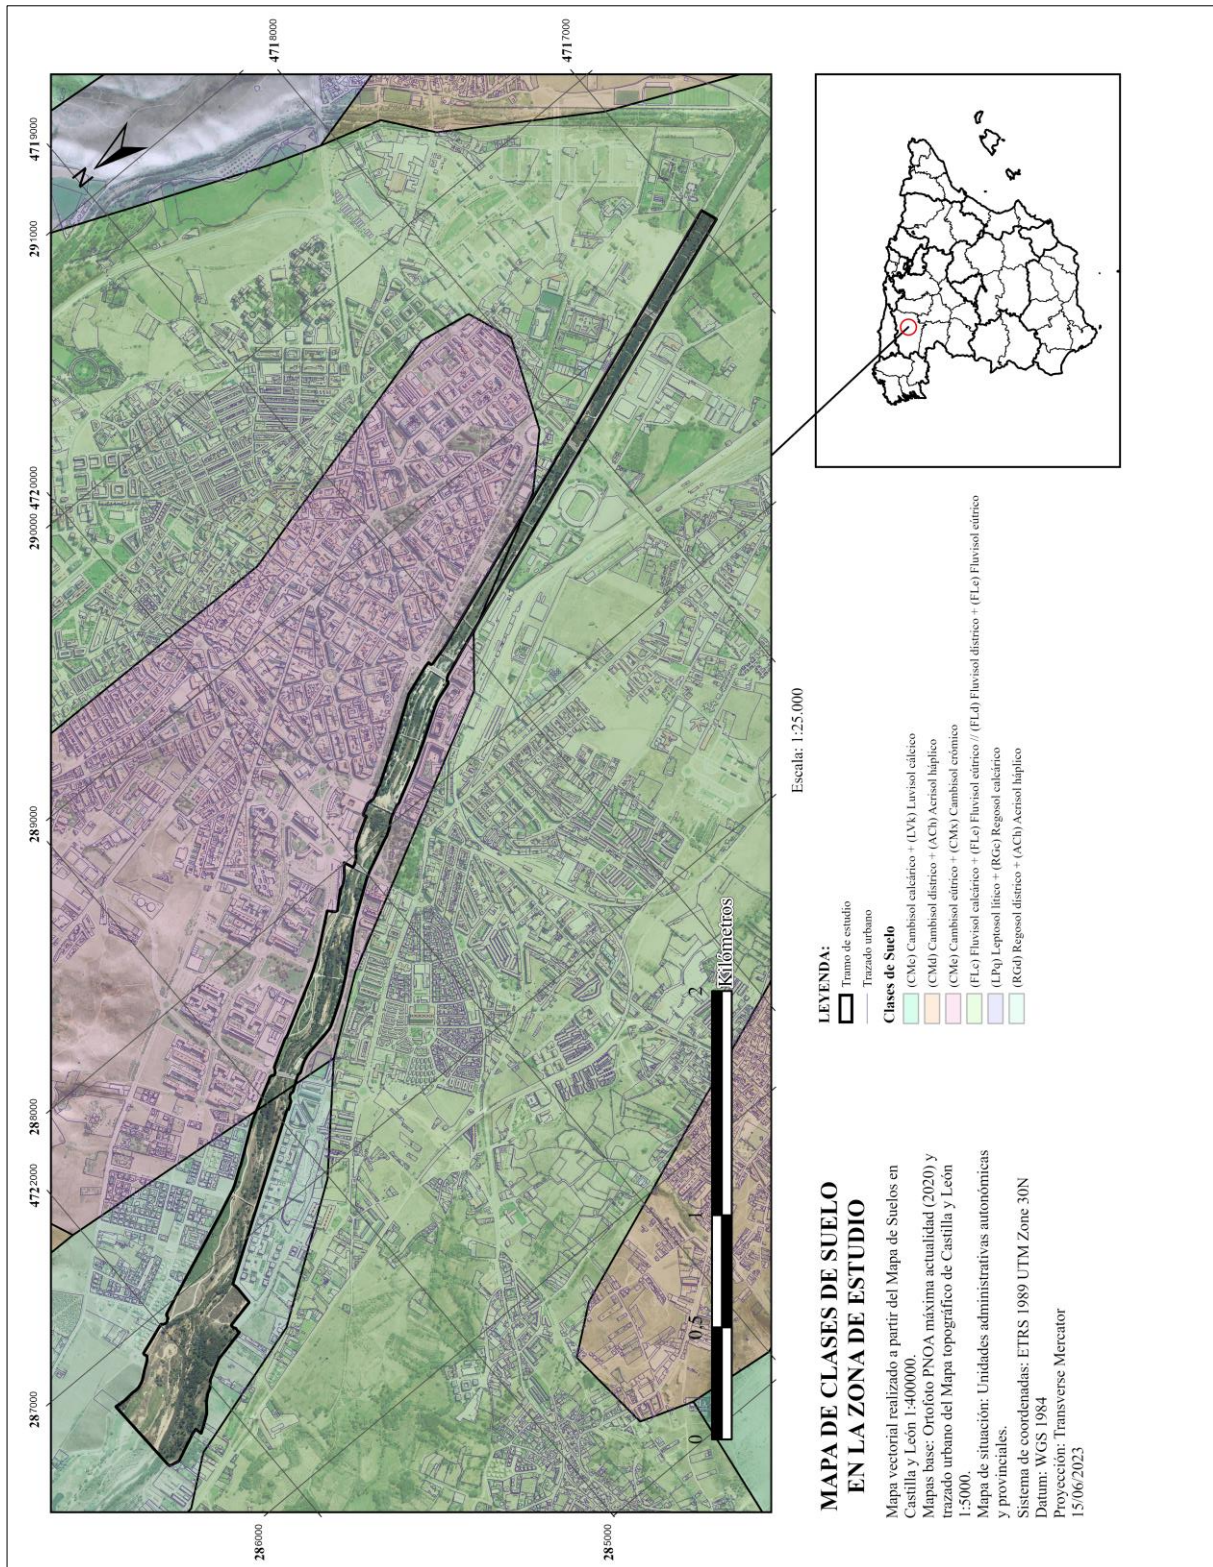 286000
287000
4722000
288000
289000
290000
4720000
291000
4719000
4718000
285000
4717000
N
0
0,5
1
2
Kilómetros
Escala: 1:25.000
MAPA DE CLASES DE SUELO
EN LA ZONA DE ESTUDIO
Mapa vectorial realizado a partir del Mapa de Suelos en
Castilla y León 1:400000.
Mapas base: Ortofoto PNOA máxima actualidad (2020) y
trazado urbano del Mapa topográfico de Castilla y León
1:5000.
Mapa de situación: Unidades administrativas autonómicas
y provinciales.
Sistema de coordenadas: ETRS 1989 UTM Zone 30N
Datum: WGS 1984
Proyección: Transverse Mercator
15/06/2023
LEYENDA:
Tramo de estudio
Trazado urbano
Clases de Suelo
(CMc) Cambisol calcárico + (LVk) Luvisol cálcico
(CMd) Cambisol dístrico + (ACh) Acrisol háplico
(CMe) Cambisol eútrico + (CMx) Cambisol crómico
(FLc) Fluvisol calcárico + (FLe) Fluvisol eútrico // (FLd) Fluvisol districo + (FLe) Fluvisol eútrico
(LPq) Leptosol lítico + (RGc) Regosol calcárico
(RGd) Regosol dístrico + (ACh) Acrisol háplico